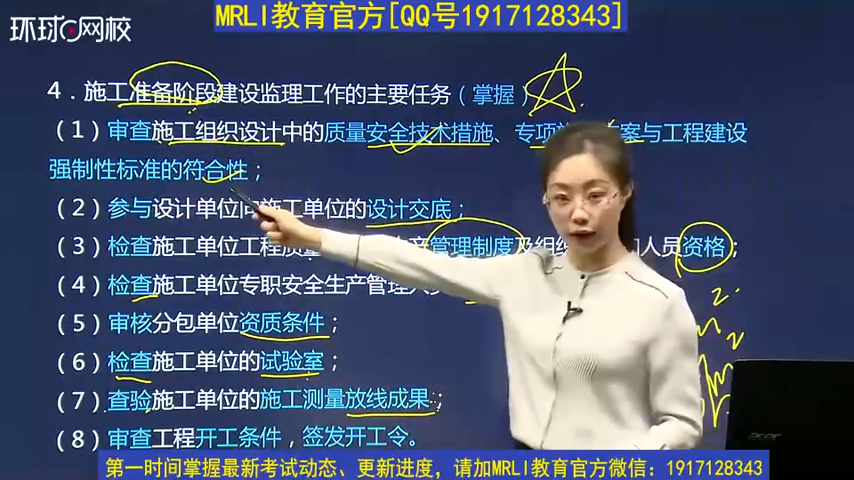 MRLI教育官方[QQ号1917128343]
环球网校
4．施工准备阶段建设监理工作的主要任务（掌握）
（1）审查施工组织设计中的质量安全技术措施、专项 案与工程建设
强制性标准的符合性；
（2）参与设计单位向施工单位的设计交底；
（3）检查施工单位工程质 管理制度及组 人员资格；
（4）检查施工单位专职安全生产管理
（5）审核分包单位资质条件；
（6）检查施工单位的试验室；
（7）查验施工单位的施工测量放线成果；
（8）审查工程开工条件，签发开工令。
acer
第一时间掌握最新考试动态、更新进度，请加MRLI教育官方微信：1917128343